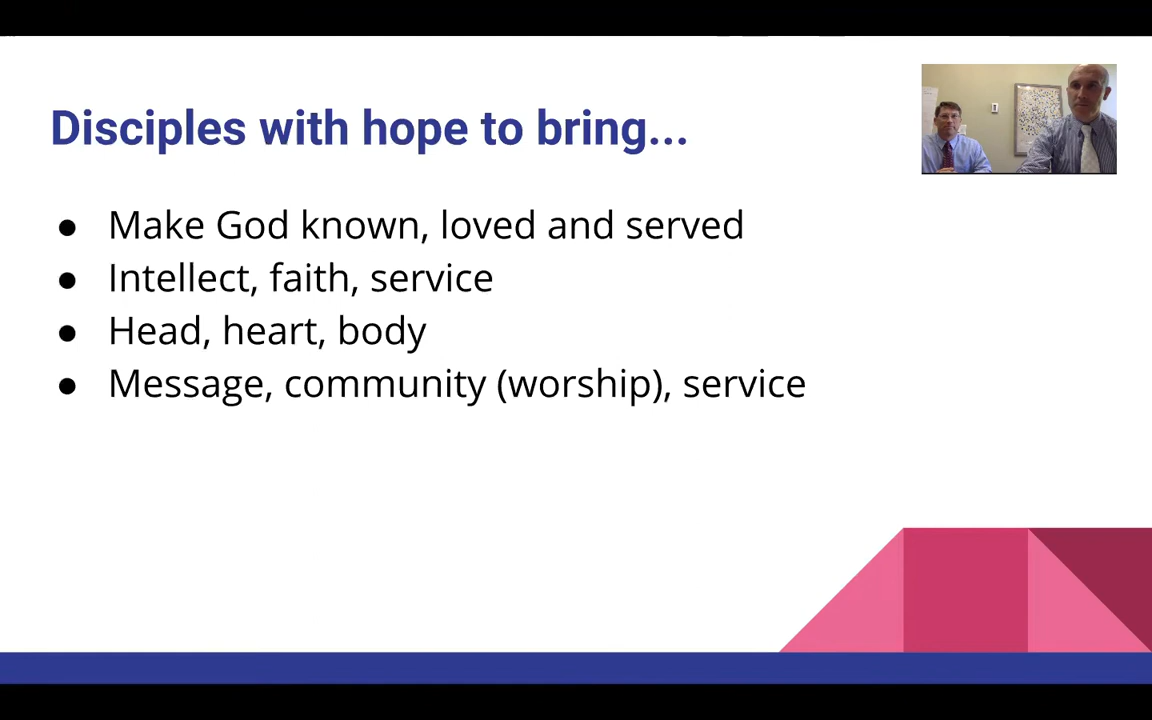 Disciples with hope to bring...
● Make God known, loved and served
● Intellect, faith, service
● Head, heart, body
● Message, community (worship), service